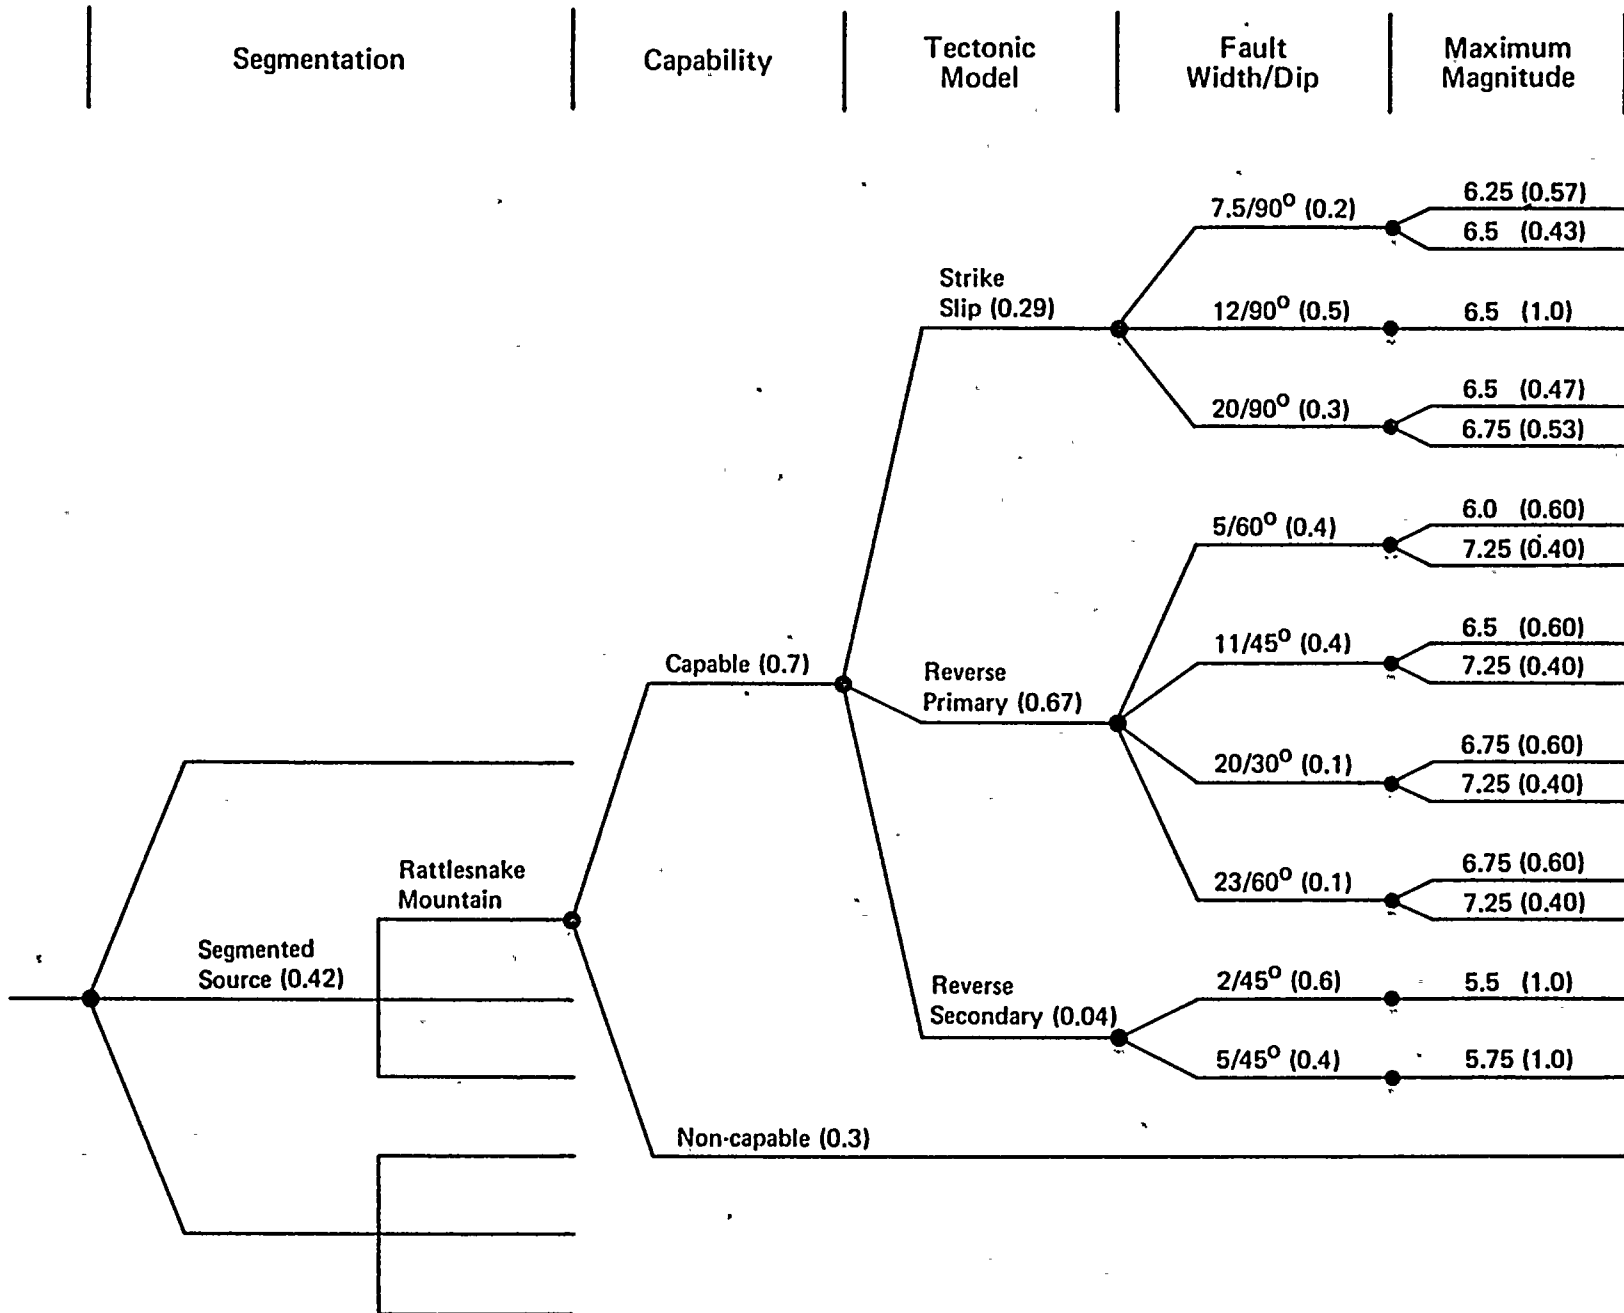 Segmentation
Capability
Tectonic
Model
Fault
Width/Dip
Maximum
Magnitude
7.5/90° (0.2)
6.25 (0.57)
6.5 (0.43)
Strike
Slip (0.29)
12/90° (0.5)
6.5 (1.0)
20/90° (0.3)
6.5 (0.47)
6.75 (0.53)
5/60° (0.4)
6.0 (0.60)
7.25 (0.40)
Capable (0.7)
Reverse
Primary (0.67)
11/45° (0.4)
6.5 (0.60)
7.25 (0.40)
20/30° (0.1)
6.75 (0.60)
7.25 (0.40)
Rattlesnake
Mountain
23/60° (0.1)
6.75 (0.60)
7.25 (0.40)
Segmented
Source (0.42)
Reverse
Secondary (0.04)
2/45° (0.6)
5.5 (1.0)
5/45° (0.4)
5.75 (1.0)
Non-capable (0.3)